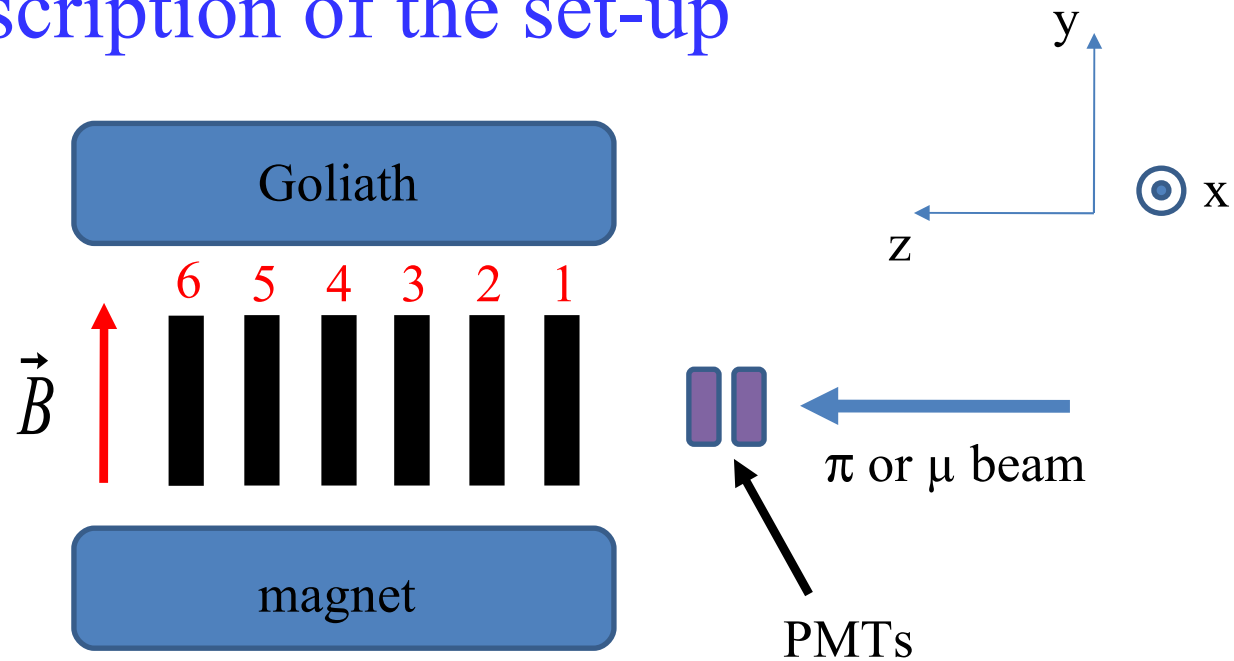 scription of the set-up
y
Goliath
x
z
6 5 4 3 2 1
B
π or μ beam
magnet
PMTs